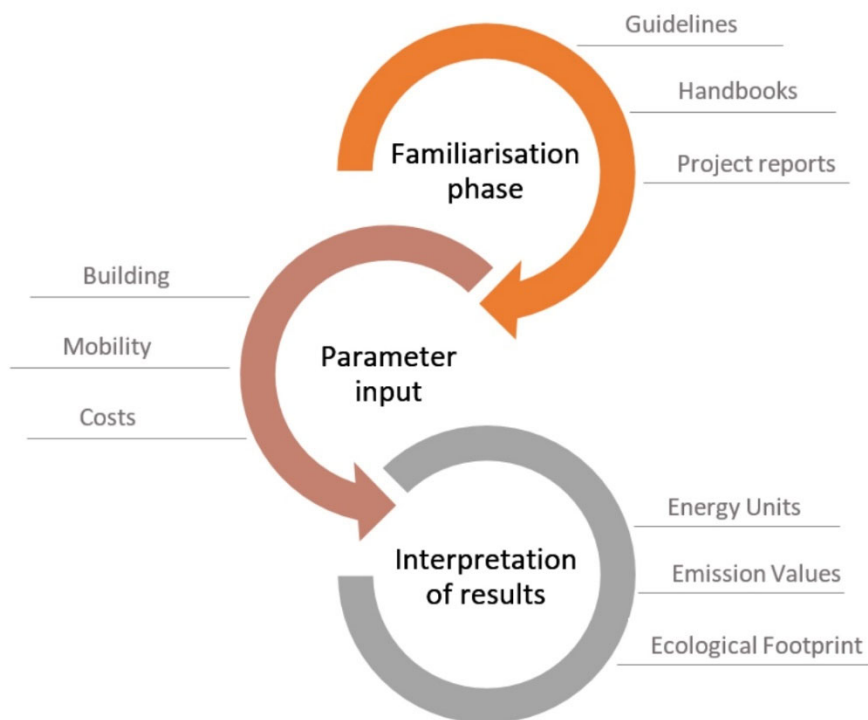 Guidelines
Handbooks
Project reports
Familiarisation
phase
Building
Mobility
Costs
Parameter
input
Energy Units
Emission Values
Ecological Footprint
Interpretation
of results